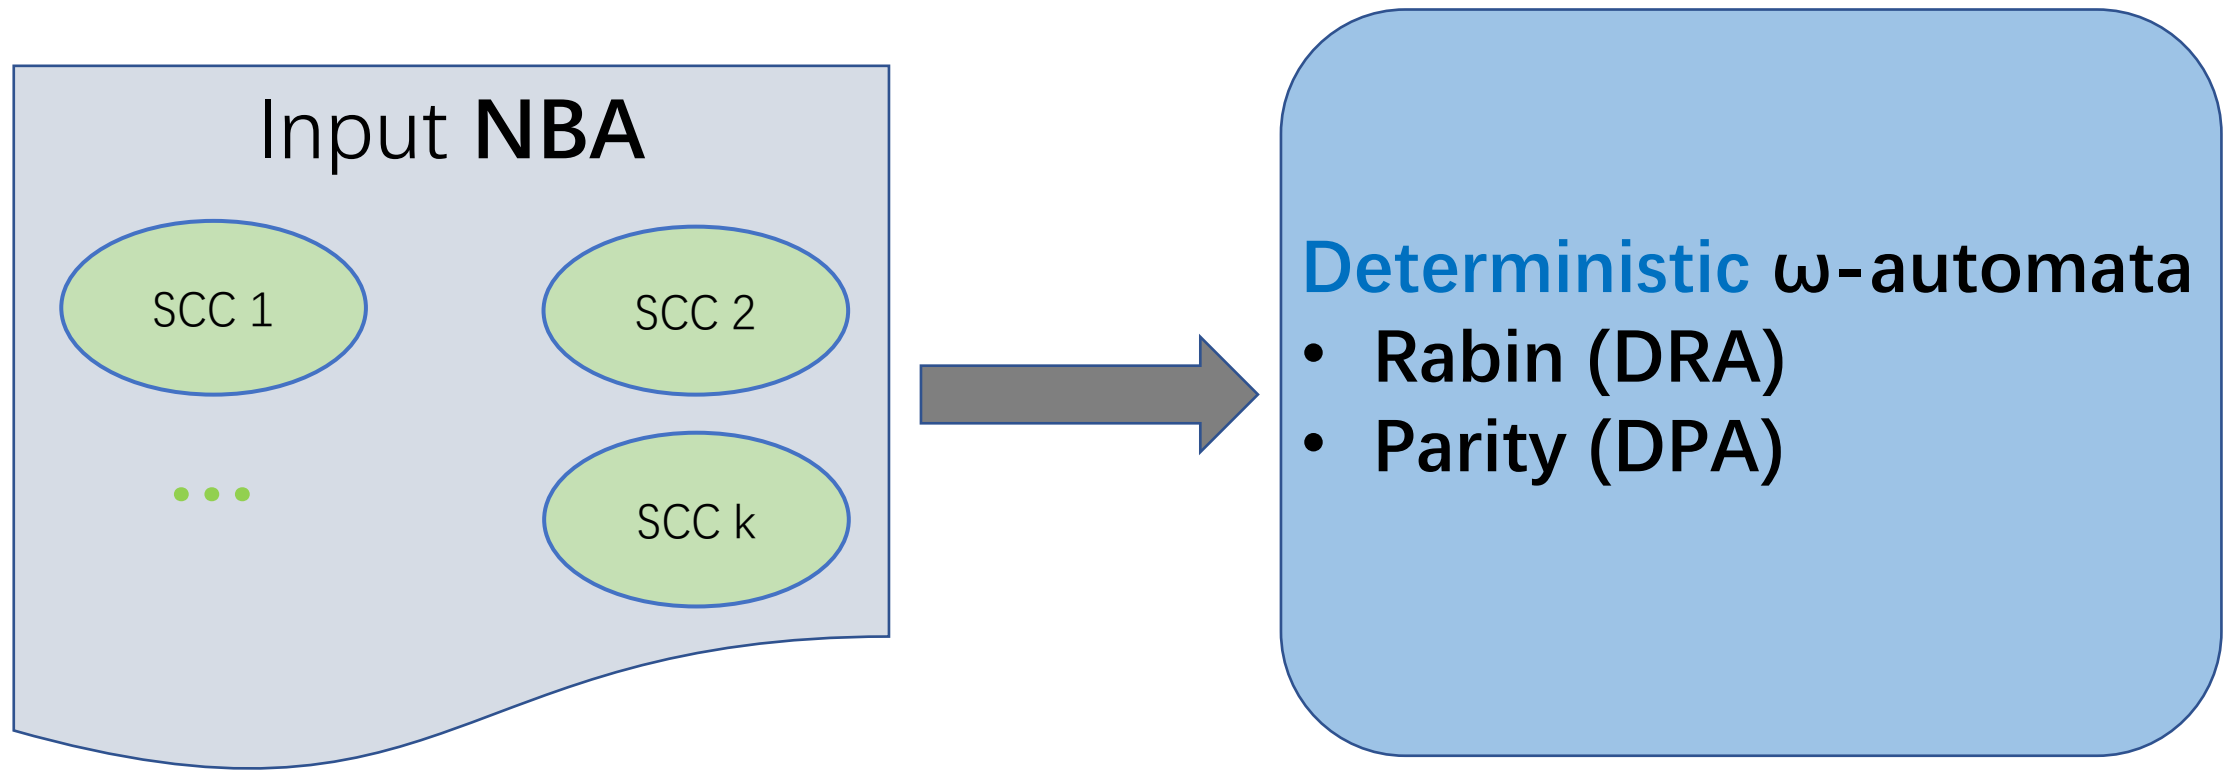 Input NBA
SCC 1
SCC 2
...
SCC k
Deterministic ω-automata
• Rabin (DRA)
• Parity (DPA)